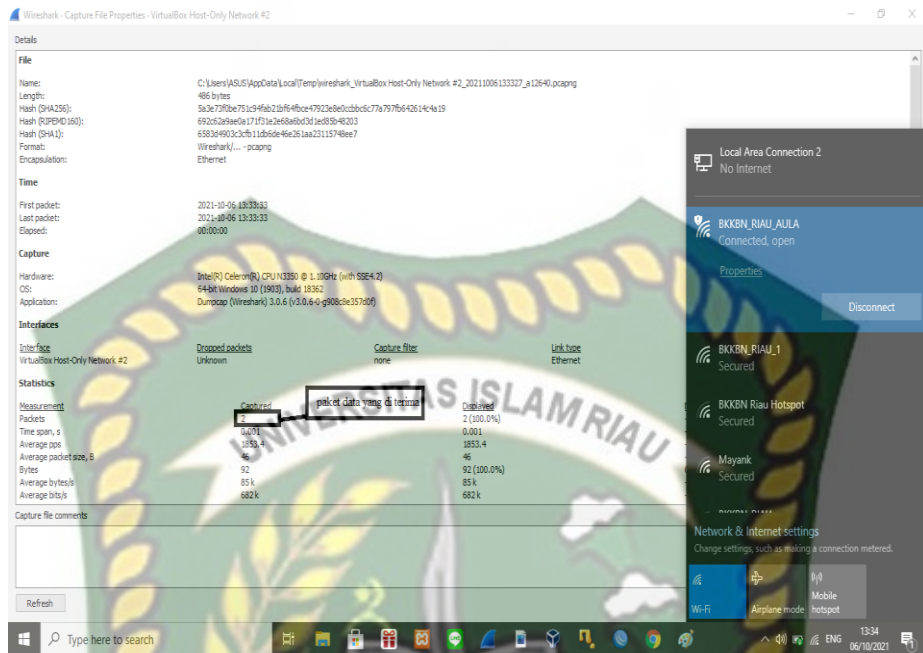 Wireshark - Capture File Properties - VirtualBox Host-Only Network #2
Details
File
Name: C:\Users\ASUS\AppData\Local\Temp\wireshark_VirtualBox Host-Only Network #2_20211006133327_a12640.pcapng
Length: 486 bytes
Hash (SHA256): 5a3e73f0be751c94fab21bf64fbce47923e8e0ccbbc6c77a797fb642614c4a19
Hash (RIPEMD160): 692c62a9ae0a171f31e2e68a6bd3d1ed85b48203
Hash (SHA1): 6583d4903c3cfb11db6de46e261aa23115748ee7
Format: Wireshark/... - pcapng
Encapsulation: Ethernet
Time
First packet: 2021-10-06 13:33:33
Last packet: 2021-10-06 13:33:33
Elapsed: 00:00:00
Capture
Hardware: Intel(R) Celeron(R) CPU N3350 @ 1.10GHz (with SSE4.2)
OS: 64-bit Windows 10 (1903), build 18362
Application: Dumpcap (Wireshark) 3.0.6 (v3.0.6-0-g908c8e357d0f)
Interfaces
Interface Dropped packets Capture filter Link type
VirtualBox Host-Only Network #2 Unknown none Ethernet
Statistics
Measurement Captured Displayed
Packets 2 2 (100.0%)
Time span, s 0.001 0.001
Average pps 1853.4 1853.4
Average packet size, B 46 46
Bytes 92 92 (100.0%)
Average bytes/s 85 k 85 k
Average bits/s 682 k 682 k
paket data yang di terima
UNIVERSITAS ISLAM RIAU
Capture file comments
Refresh
Local Area Connection 2
No Internet
BKKBN_RIAU_AULA
Connected, open
Properties
Disconnect
BKKBN_RIAU_1
Secured
BKKBN Riau Hotspot
Secured
Mayank
Secured
Network & Internet settings
Change settings, such as making a connection metered.
Wi-Fi
Airplane mode
Mobile
hotspot
Type here to search
ENG
13:34
06/10/2021